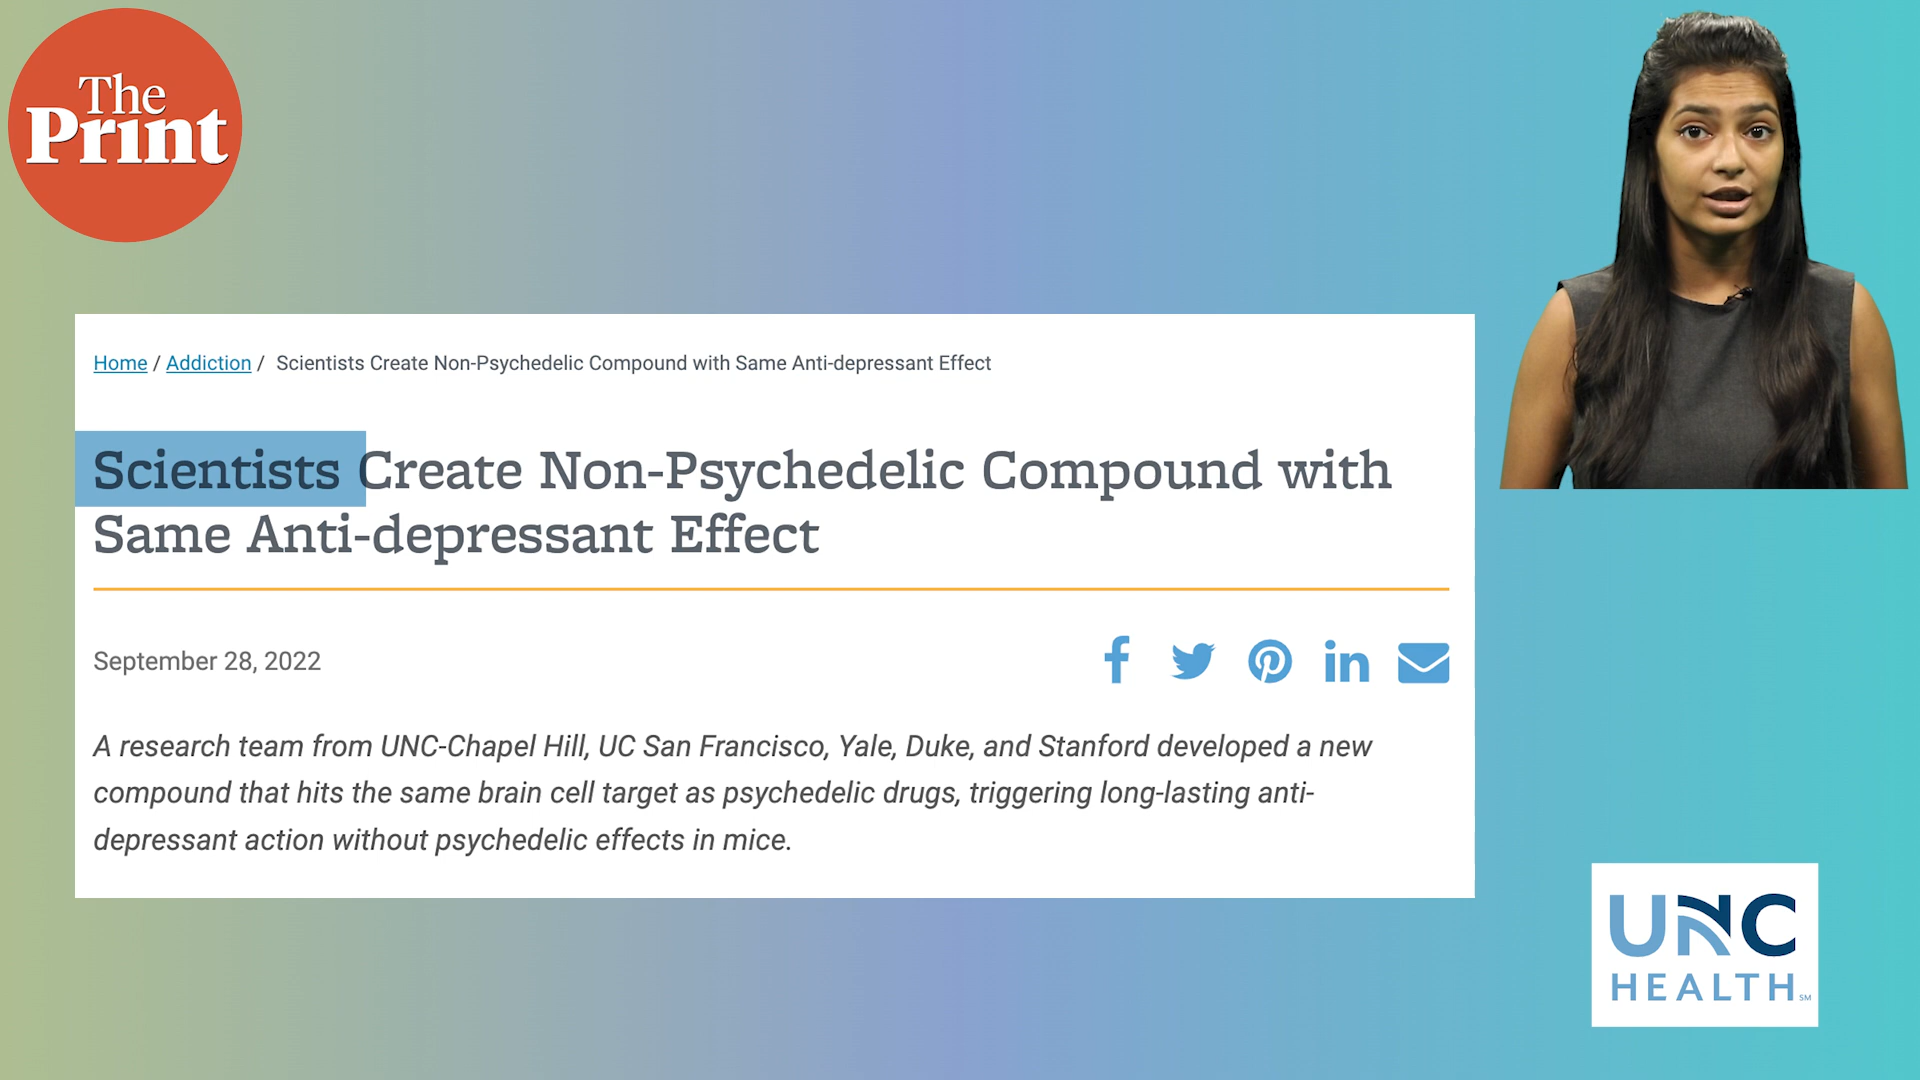 The
Print
Home / Addiction / Scientists Create Non-Psychedelic Compound with Same Anti-depressant Effect
Scientists Create Non-Psychedelic Compound with
Same Anti-depressant Effect
September 28, 2022
A research team from UNC-Chapel Hill, UC San Francisco, Yale, Duke, and Stanford developed a new
compound that hits the same brain cell target as psychedelic drugs, triggering long-lasting anti-
depressant action without psychedelic effects in mice.
UNC
HEALTH SM